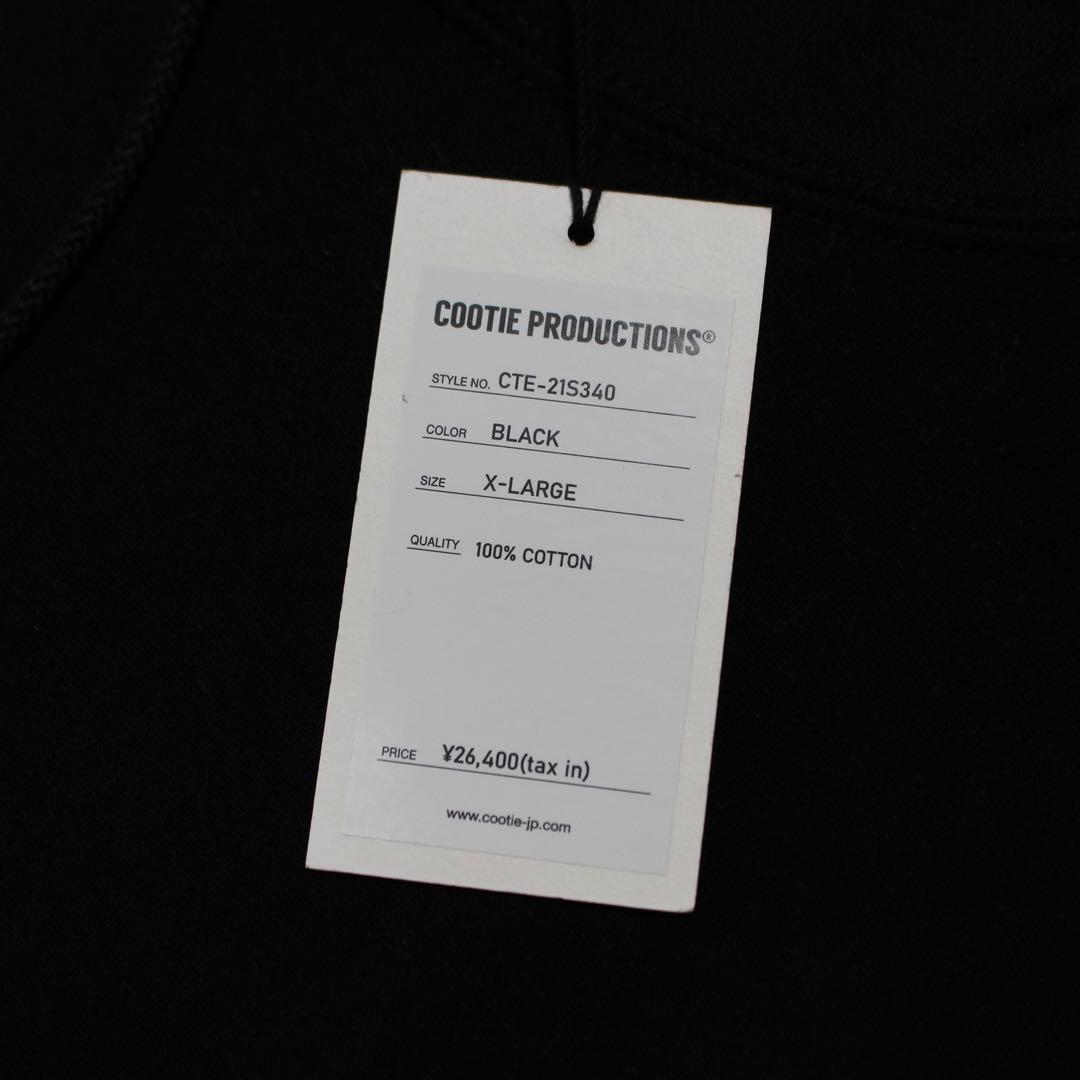 COOTIE PRODUCTIONS®
STYLE NO. CTE-21S340
COLOR BLACK
SIZE X-LARGE
QUALITY 100% COTTON
PRICE ¥26,400(tax in)
www.cootie-jp.com